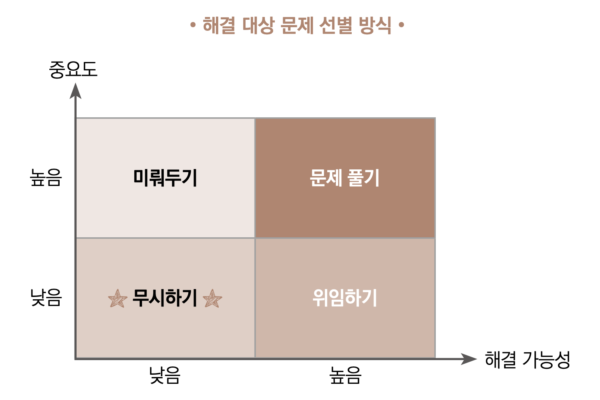 • 해결 대상 문제 선별 방식 •
중요도
높음
미뤄두기
문제 풀기
낮음
무시하기
위임하기
해결 가능성
낮음
높음